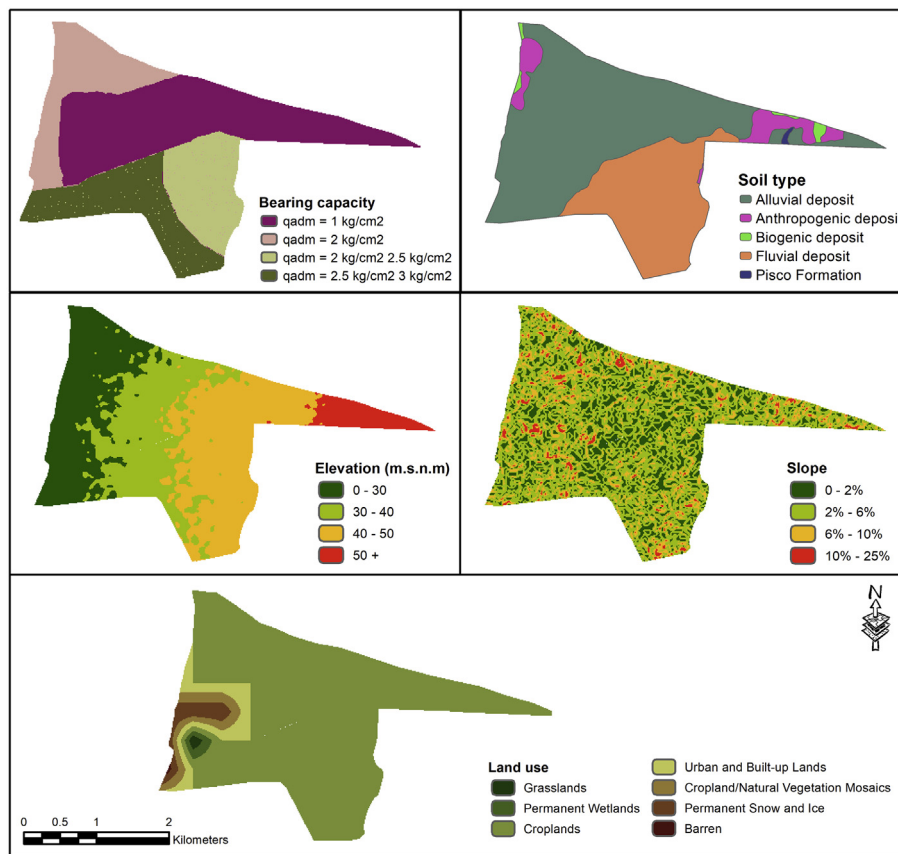 Bearing capacity
qadm = 1 kg/cm2
qadm = 2 kg/cm2
qadm = 2 kg/cm2 2.5 kg/cm2
qadm = 2.5 kg/cm2 3 kg/cm2
Soil type
Alluvial deposit
Anthropogenic deposit
Biogenic deposit
Fluvial deposit
Pisco Formation
Elevation (m.s.n.m)
0 - 30
30 - 40
40 - 50
50 +
Slope
0 - 2%
2% - 6%
6% - 10%
10% - 25%
N
Land use
Grasslands
Permanent Wetlands
Croplands
Urban and Built-up Lands
Cropland/Natural Vegetation Mosaics
Permanent Snow and Ice
Barren
0 0.5 1 2
Kilometers